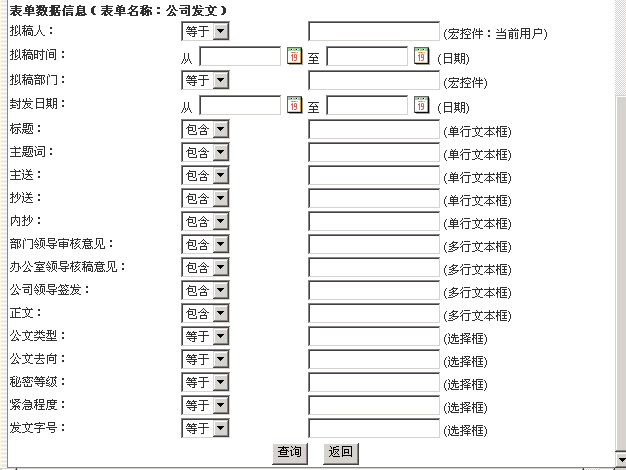 表单数据信息（表单名称：公司发文）
拟稿人： 等于 (宏控件：当前用户)
拟稿时间： 从 19 至 19 (日期)
拟稿部门： 等于 (宏控件)
封发日期： 从 19 至 19 (日期)
标题： 包含 (单行文本框)
主题词： 包含 (单行文本框)
主送： 包含 (单行文本框)
抄送： 包含 (单行文本框)
内抄： 包含 (单行文本框)
部门领导审核意见： 包含 (多行文本框)
办公室领导核稿意见： 包含 (多行文本框)
公司领导签发： 包含 (多行文本框)
正文： 包含 (多行文本框)
公文类型： 等于 (选择框)
公文去向： 等于 (选择框)
秘密等级： 等于 (选择框)
紧急程度： 等于 (选择框)
发文字号： 等于 (选择框)
查询 返回